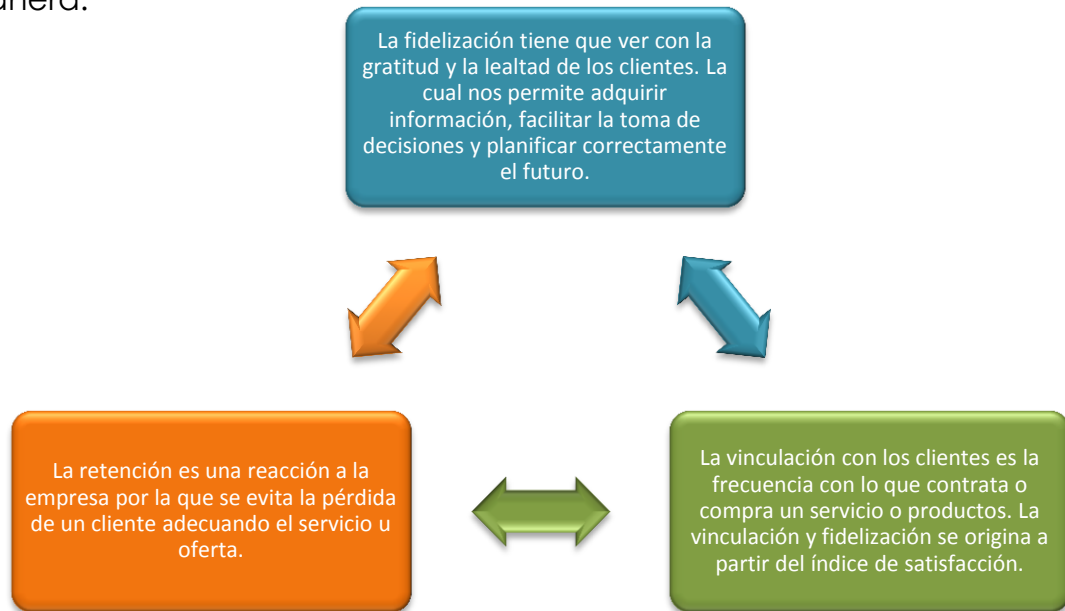 anera:
La fidelización tiene que ver con la
gratitud y la lealtad de los clientes. La
cual nos permite adquirir
información, facilitar la toma de
decisiones y planificar correctamente
el futuro.
La retención es una reacción a la
empresa por la que se evita la pérdida
de un cliente adecuando el servicio u
oferta.
La vinculación con los clientes es la
frecuencia con lo que contrata o
compra un servicio o productos. La
vinculación y fidelización se origina a
partir del índice de satisfacción.